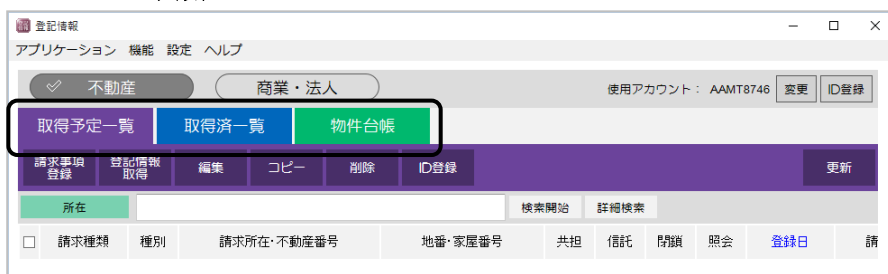 登記情報
アプリケーション 機能 設定 ヘルプ
不動産 商業・法人 使用アカウント： AAMT8746 変更 ID登録
取得予定一覧 取得済一覧 物件台帳
請求事項登録 登記情報取得 編集 コピー 削除 ID登録 更新
所在 検索開始 詳細検索
請求種類 種別 請求所在・不動産番号 地番・家屋番号 共担 信託 閉鎖 照会 登録日 請